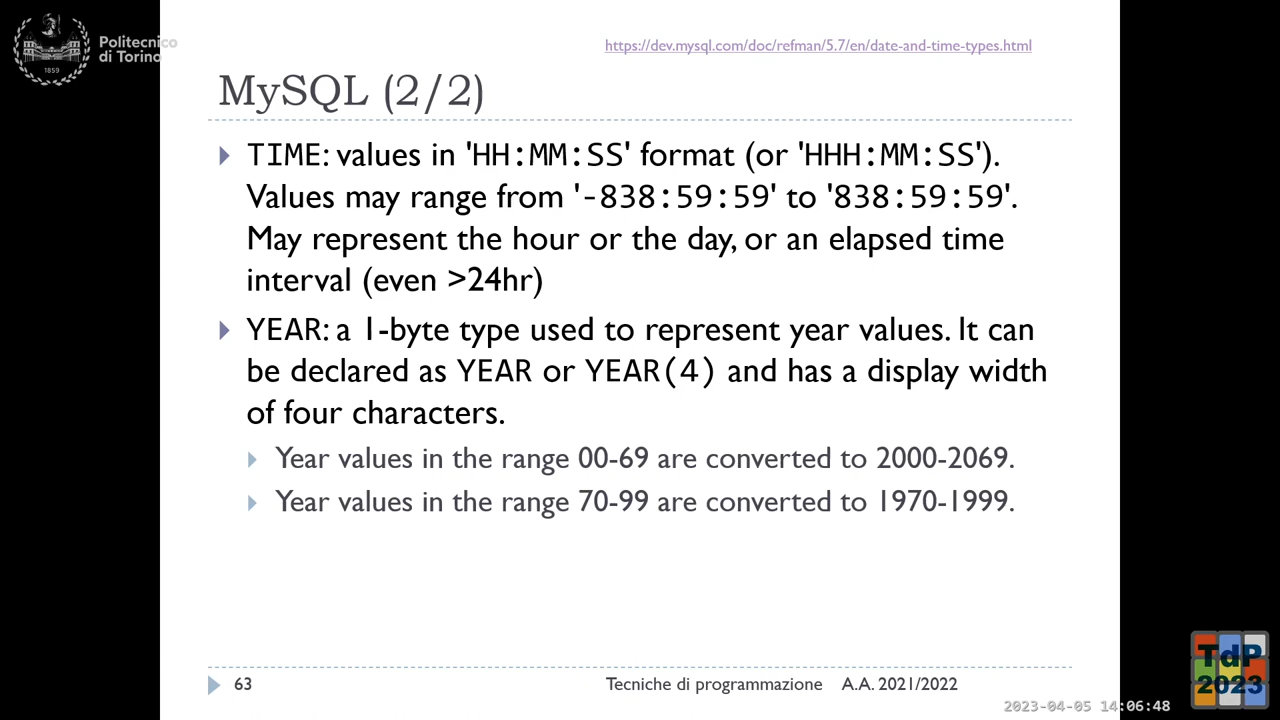 Politecnico
di Torino
1859
https://dev.mysql.com/doc/refman/5.7/en/date-and-time-types.html
MySQL (2/2)
TIME: values in 'HH:MM:SS' format (or 'HHH:MM:SS').
Values may range from '-838:59:59' to '838:59:59'.
May represent the hour or the day, or an elapsed time
interval (even >24hr)
YEAR: a 1-byte type used to represent year values. It can
be declared as YEAR or YEAR(4) and has a display width
of four characters.
Year values in the range 00-69 are converted to 2000-2069.
Year values in the range 70-99 are converted to 1970-1999.
63
Tecniche di programmazione A.A. 2021/2022
TdP
2023
2023-04-05 14:06:48